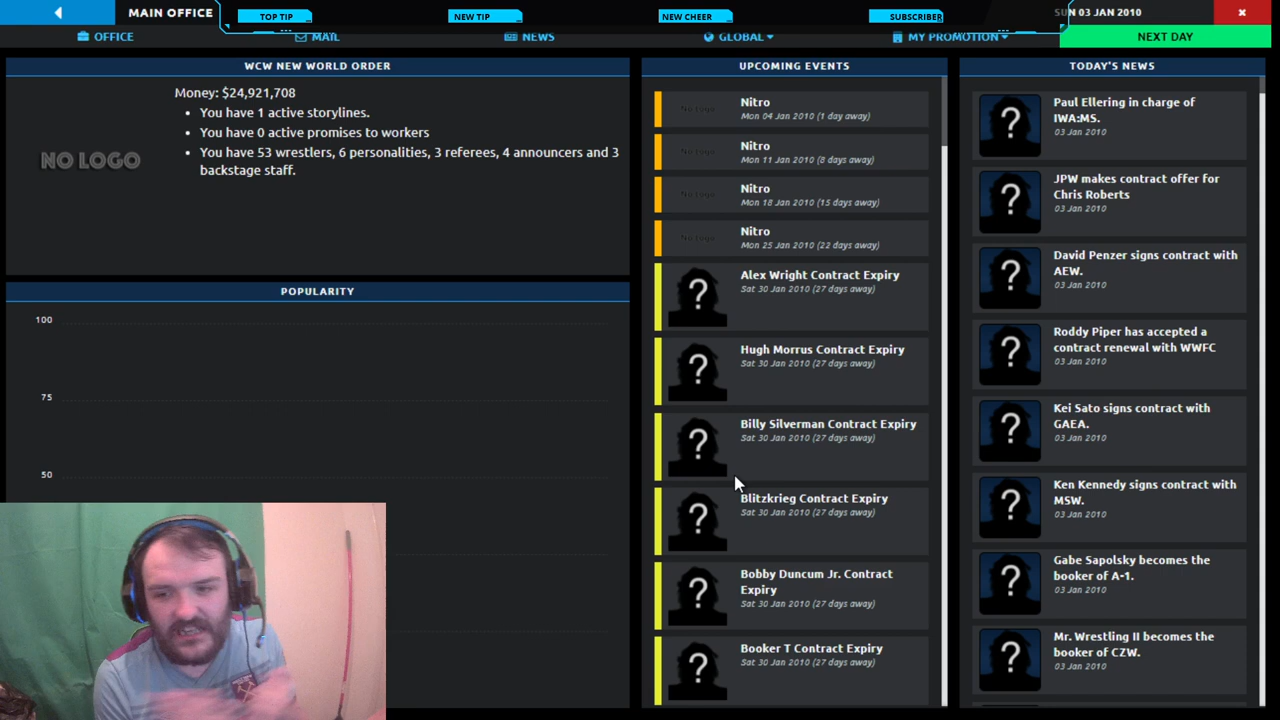 MAIN OFFICE
TOP TIP
NEW TIP
NEW CHEER
SUBSCRIBER
SUN 03 JAN 2010
OFFICE
MAIL
NEWS
GLOBAL
MY PROMOTION
NEXT DAY
WCW NEW WORLD ORDER
NO LOGO
Money: $24,921,708
You have 1 active storylines.
You have 0 active promises to workers
You have 53 wrestlers, 6 personalities, 3 referees, 4 announcers and 3
backstage staff.
POPULARITY
100
75
50
UPCOMING EVENTS
No Logo
Nitro
Mon 04 Jan 2010 (1 day away)
No Logo
Nitro
Mon 11 Jan 2010 (8 days away)
No Logo
Nitro
Mon 18 Jan 2010 (15 days away)
No Logo
Nitro
Mon 25 Jan 2010 (22 days away)
Alex Wright Contract Expiry
Sat 30 Jan 2010 (27 days away)
Hugh Morrus Contract Expiry
Sat 30 Jan 2010 (27 days away)
Billy Silverman Contract Expiry
Sat 30 Jan 2010 (27 days away)
Blitzkrieg Contract Expiry
Sat 30 Jan 2010 (27 days away)
Bobby Duncum Jr. Contract
Expiry
Sat 30 Jan 2010 (27 days away)
Booker T Contract Expiry
Sat 30 Jan 2010 (27 days away)
TODAY'S NEWS
Paul Ellering in charge of
IWA:MS.
03 Jan 2010
JPW makes contract offer for
Chris Roberts
03 Jan 2010
David Penzer signs contract with
AEW.
03 Jan 2010
Roddy Piper has accepted a
contract renewal with WWFC
03 Jan 2010
Kei Sato signs contract with
GAEA.
03 Jan 2010
Ken Kennedy signs contract with
MSW.
03 Jan 2010
Gabe Sapolsky becomes the
booker of A-1.
03 Jan 2010
Mr. Wrestling II becomes the
booker of CZW.
03 Jan 2010